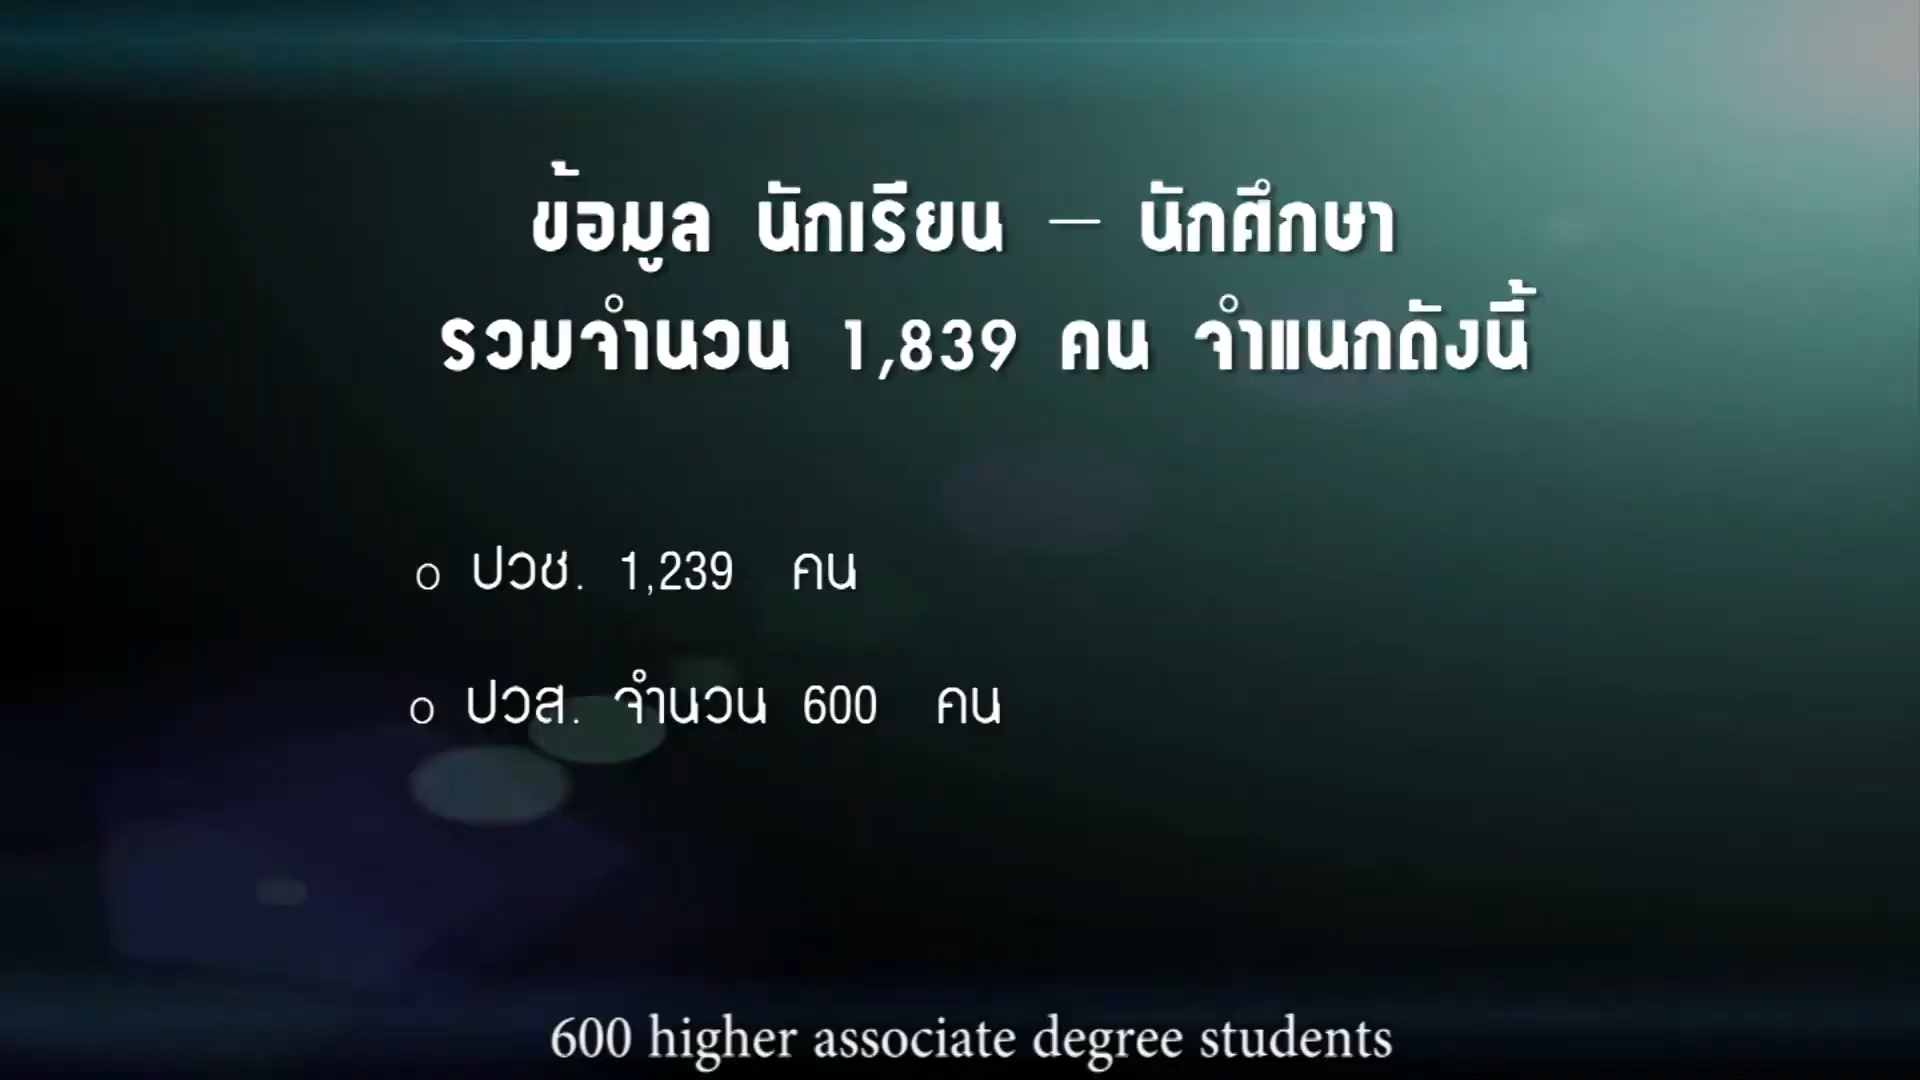 ข้อมูล นักเรียน – นักศึกษา
รวมจำนวน 1,839 คน จำแนกดังนี้
o ปวช. 1,239 คน
o ปวส. จำนวน 600 คน
600 higher associate degree students